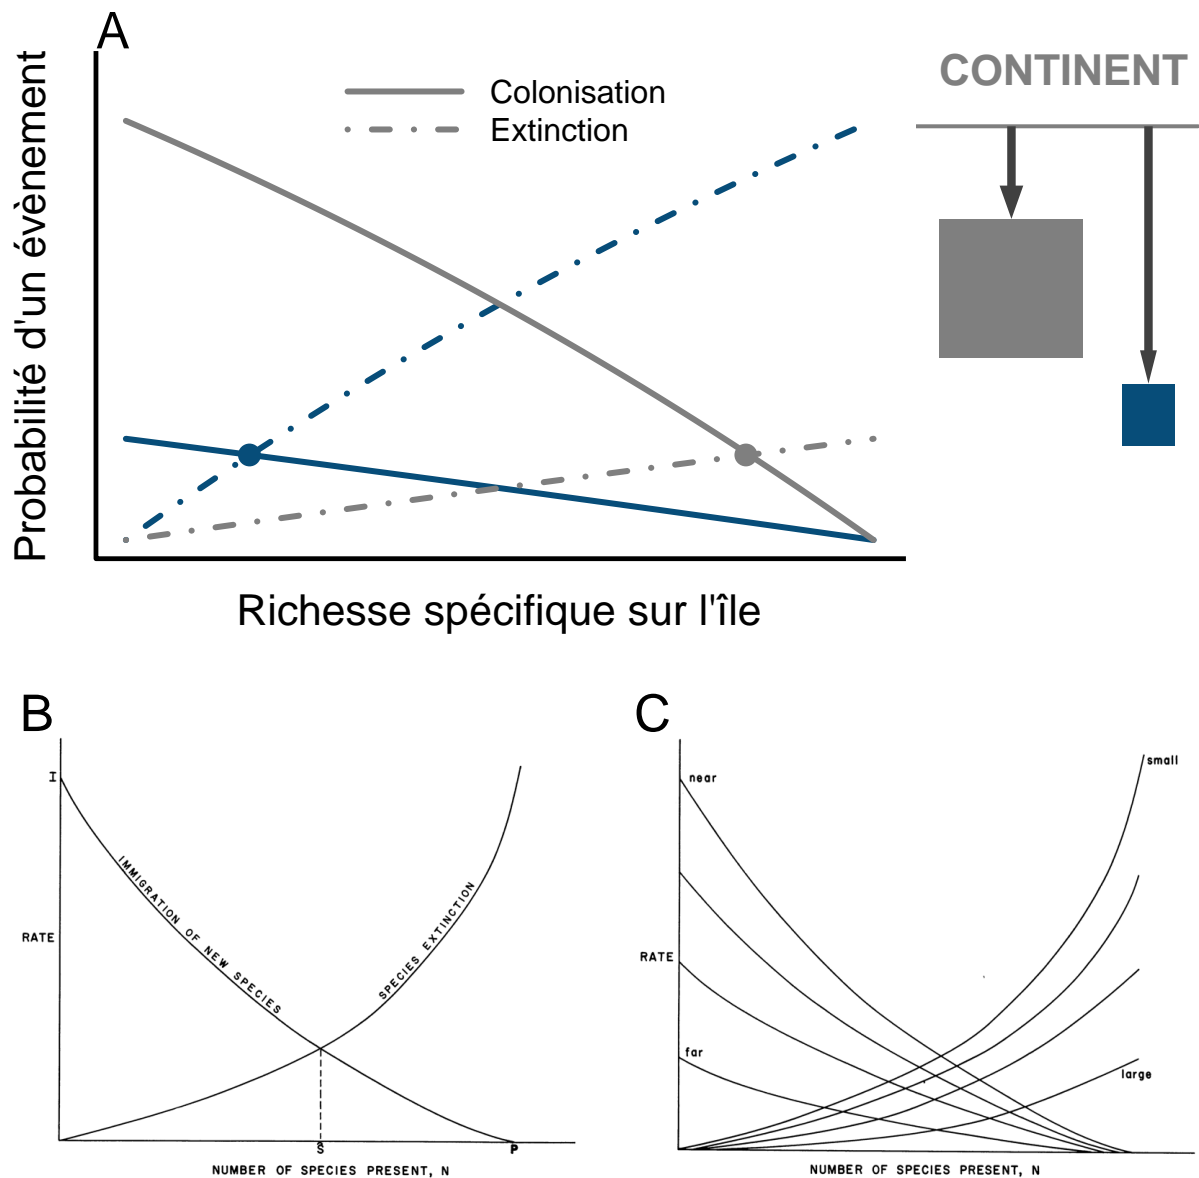 A
Probabilité d'un évènement
Colonisation
Extinction
CONTINENT
Richesse spécifique sur l'île
B
I
IMMIGRATION OF NEW SPECIES
SPECIES EXTINCTION
RATE
Ŝ
P
NUMBER OF SPECIES PRESENT, N
C
near
small
RATE
far
large
NUMBER OF SPECIES PRESENT, N